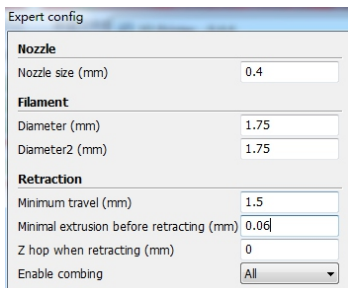 Expert config
Nozzle
Nozzle size (mm) 0.4
Filament
Diameter (mm) 1.75
Diameter2 (mm) 1.75
Retraction
Minimum travel (mm) 1.5
Minimal extrusion before retracting (mm) 0.06
Z hop when retracting (mm) 0
Enable combing All